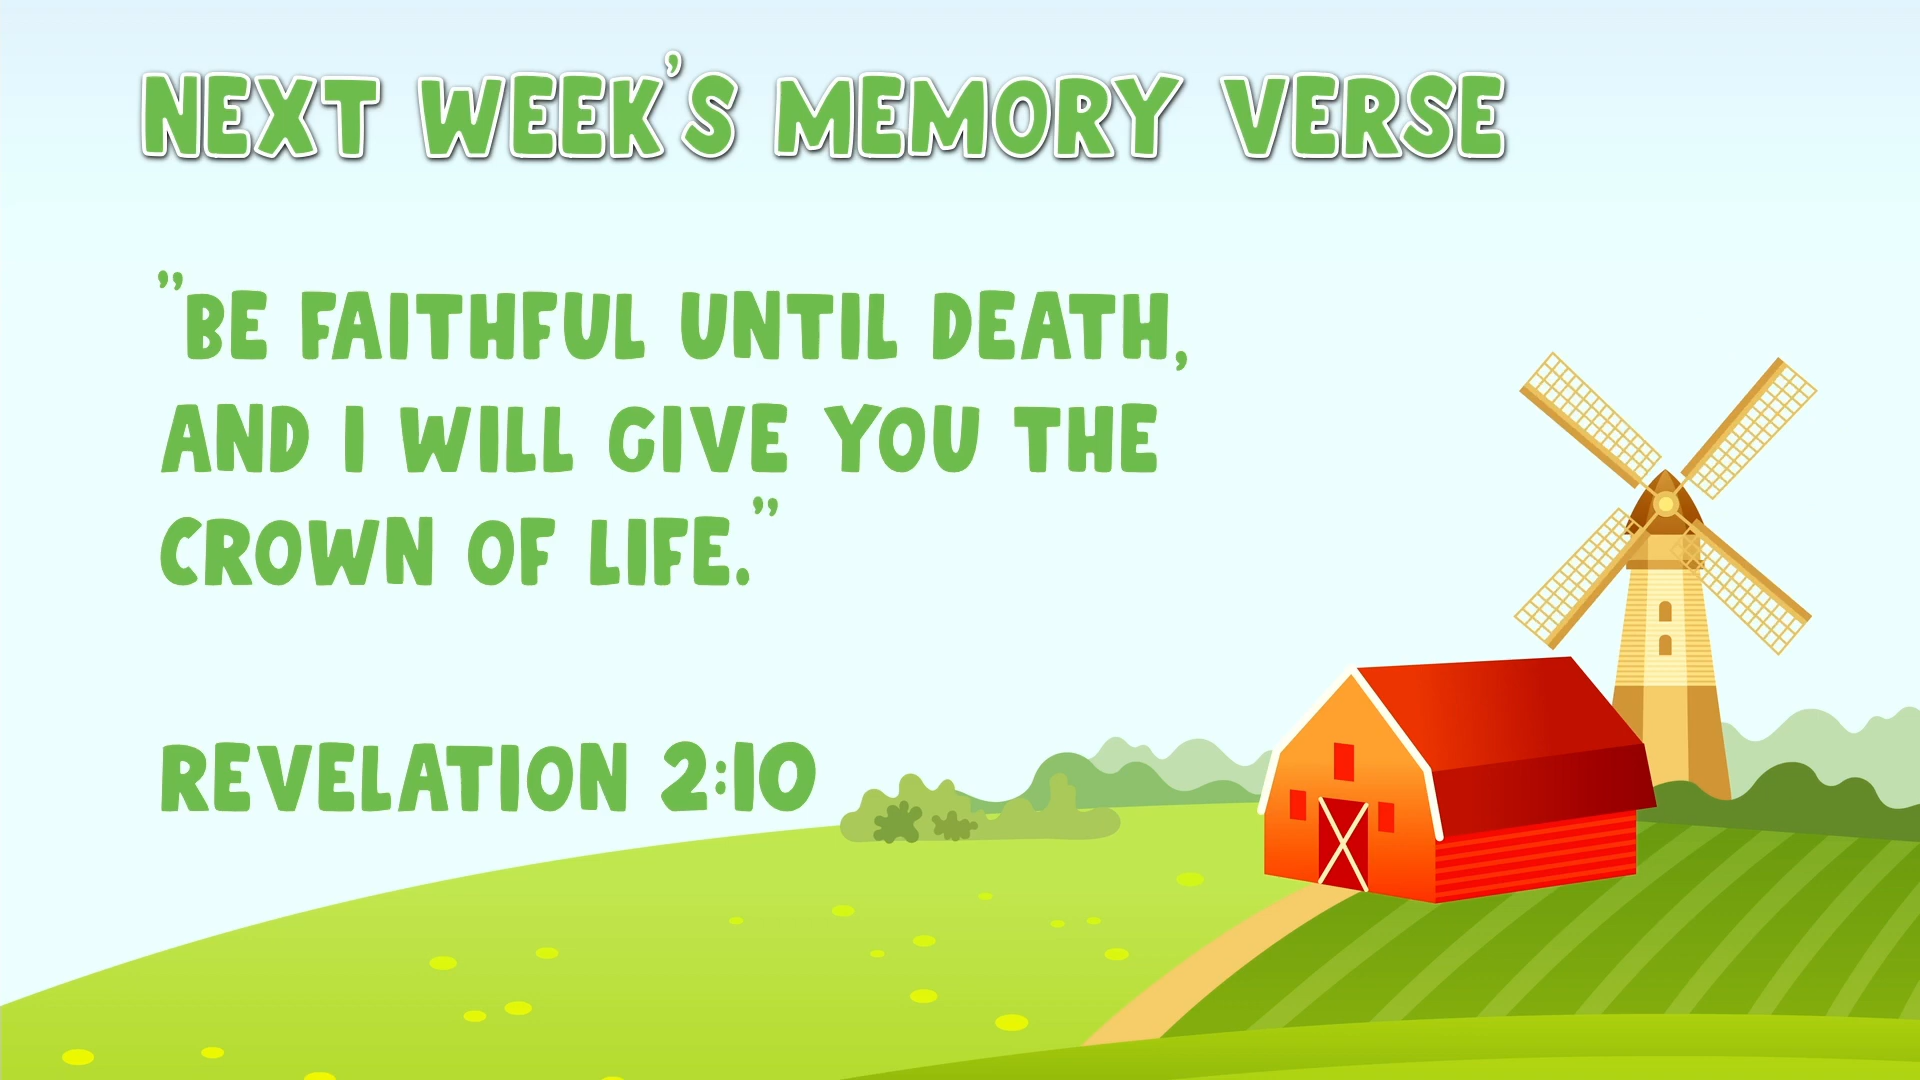 NEXT WEEK'S MEMORY VERSE
"BE FAITHFUL UNTIL DEATH,
AND I WILL GIVE YOU THE
CROWN OF LIFE."
REVELATION 2:10